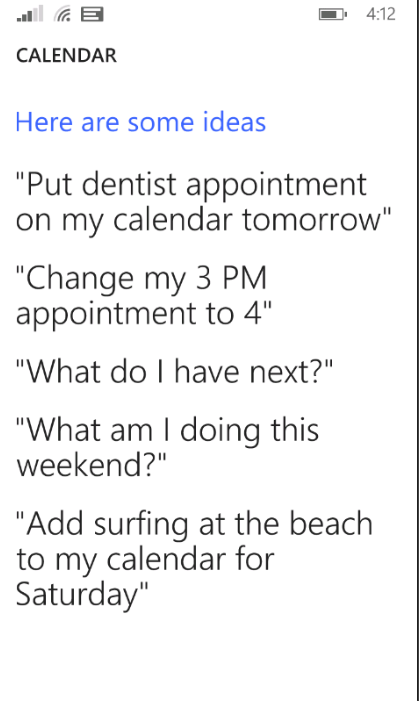 4:12
CALENDAR
Here are some ideas
"Put dentist appointment
on my calendar tomorrow"
"Change my 3 PM
appointment to 4"
"What do I have next?"
"What am I doing this
weekend?"
"Add surfing at the beach
to my calendar for
Saturday"